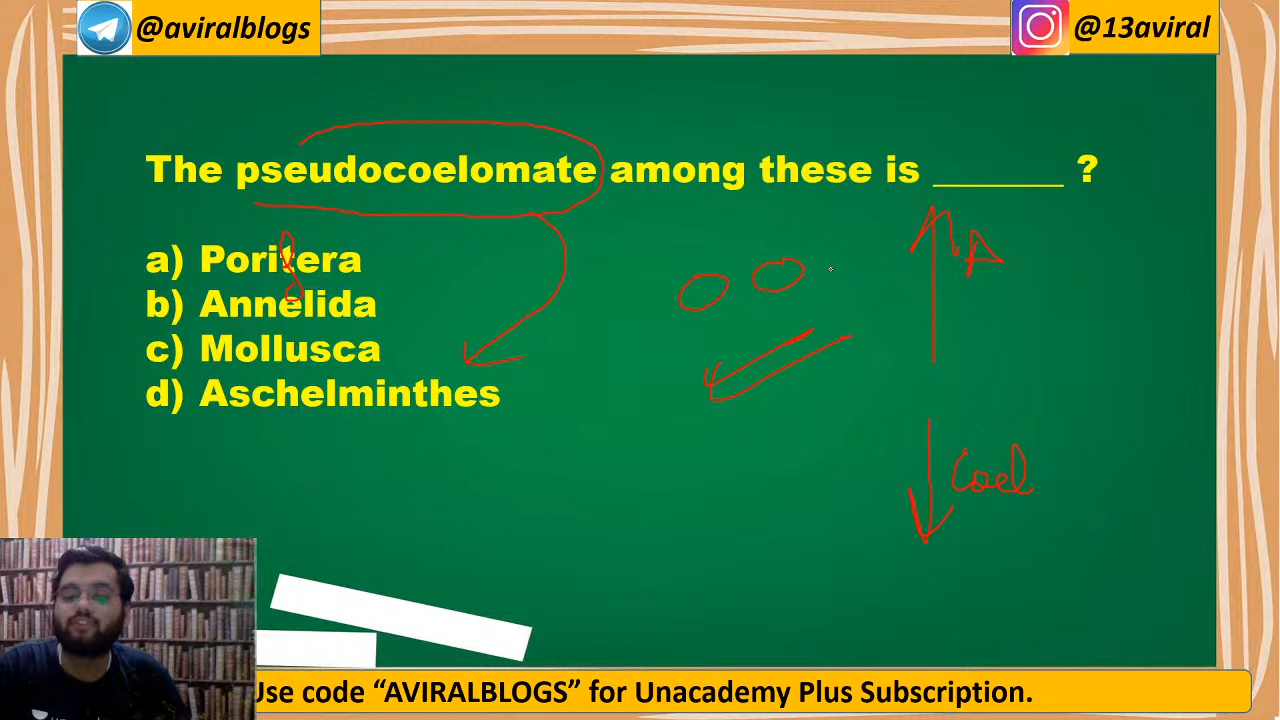 @aviralblogs
@13aviral
The pseudocoelomate among these is _______ ?
a) Poritera
f
b) Annelida
c) Mollusca
d) Aschelminthes
A
Coel
Use code “AVIRALBLOGS” for Unacademy Plus Subscription.